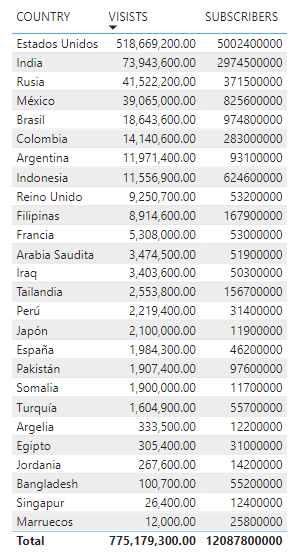 COUNTRY VISISTS SUBSCRIBERS
Estados Unidos 518,669,200.00 5002400000
India 73,943,600.00 2974500000
Rusia 41,522,200.00 371500000
México 39,065,000.00 825600000
Brasil 18,643,600.00 974800000
Colombia 14,140,600.00 283000000
Argentina 11,971,400.00 93100000
Indonesia 11,556,900.00 624600000
Reino Unido 9,250,700.00 53200000
Filipinas 8,914,600.00 167900000
Francia 5,308,000.00 53000000
Arabia Saudita 3,474,500.00 51900000
Iraq 3,403,600.00 50300000
Tailandia 2,553,800.00 156700000
Perú 2,219,400.00 31400000
Japón 2,100,000.00 11900000
España 1,984,300.00 46200000
Pakistán 1,907,400.00 97600000
Somalia 1,900,000.00 11700000
Turquía 1,604,900.00 55700000
Argelia 333,500.00 12200000
Egipto 305,400.00 31000000
Jordania 267,600.00 14200000
Bangladesh 100,700.00 55200000
Singapur 26,400.00 12400000
Marruecos 12,000.00 25800000
Total 775,179,300.00 12087800000